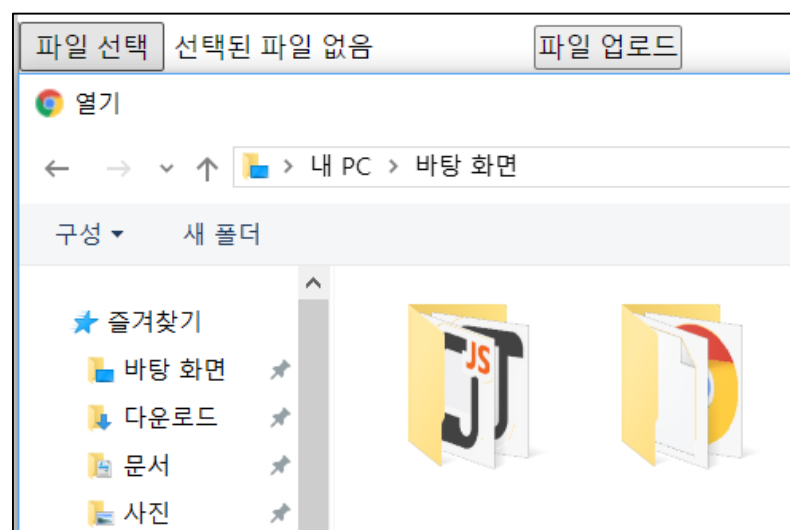 파일 선택 선택된 파일 없음 파일 업로드
열기
내 PC > 바탕 화면
구성 새 폴더
즐겨찾기
바탕 화면
다운로드
문서
사진
JS